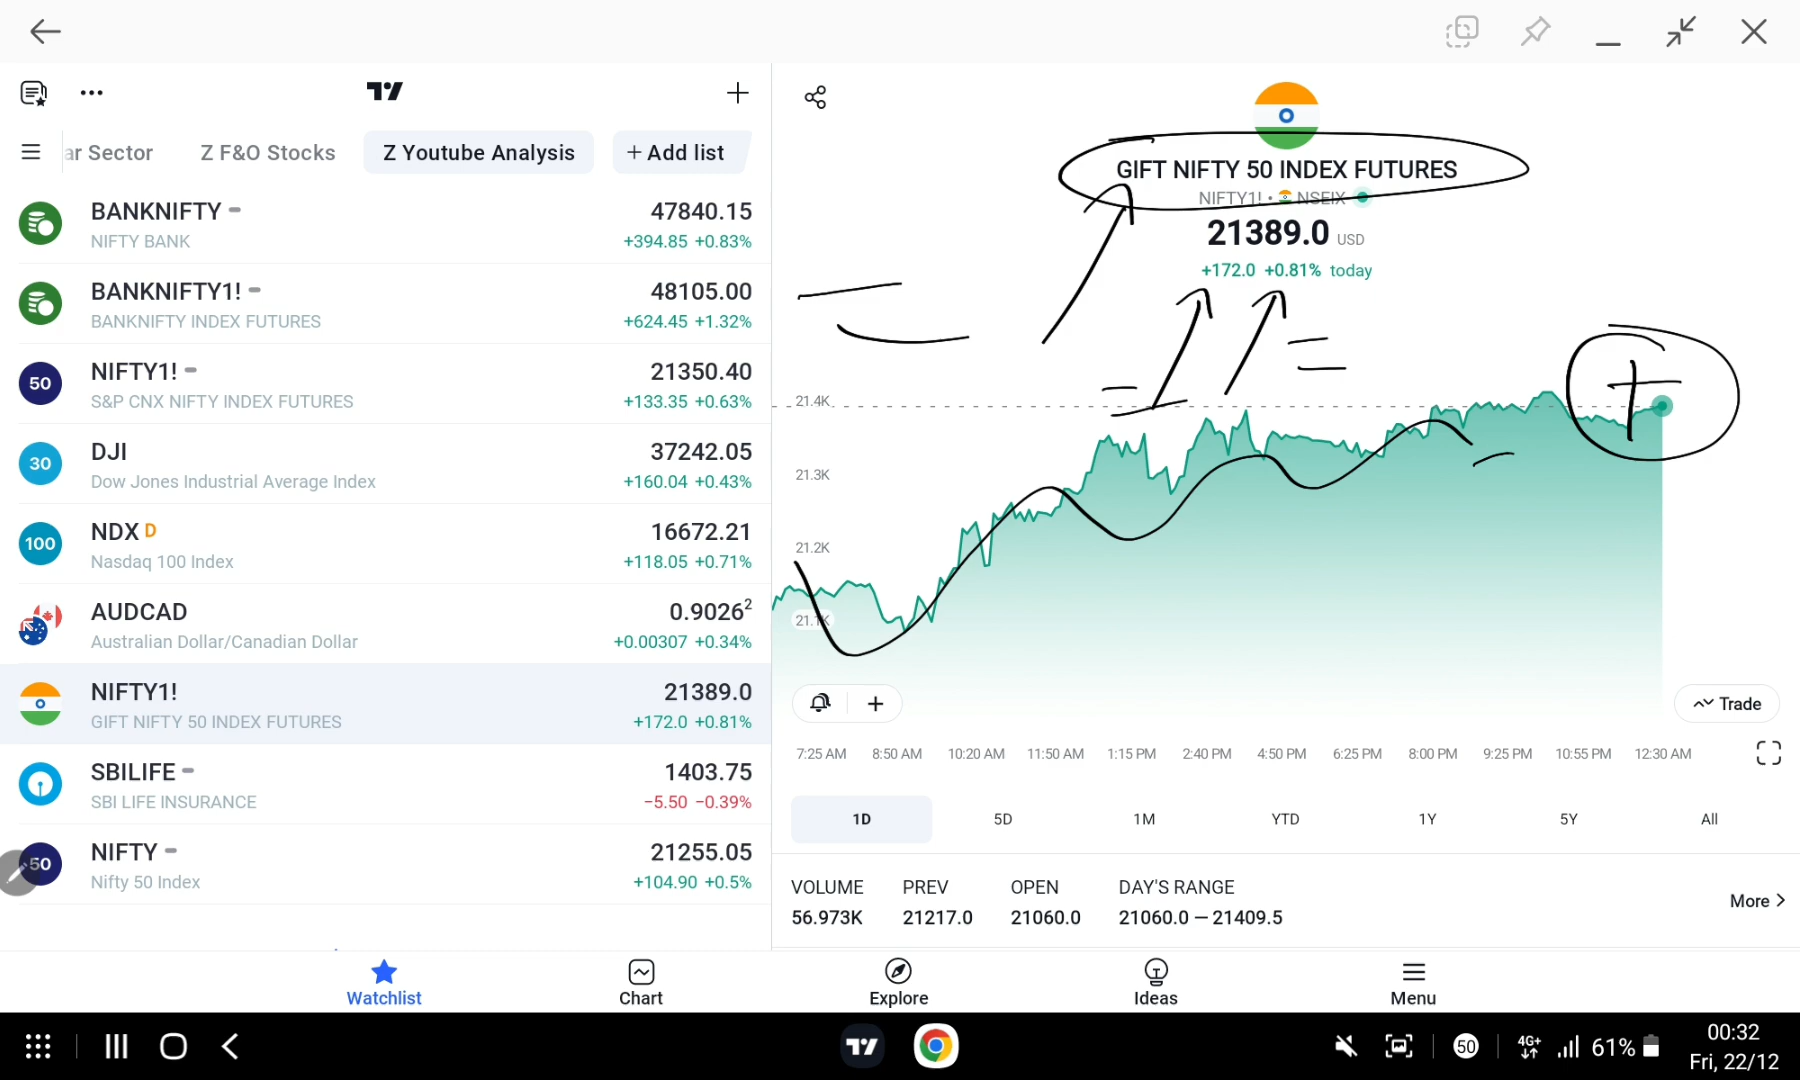 ar Sector
Z F&O Stocks
Z Youtube Analysis
+ Add list
BANKNIFTY
47840.15
NIFTY BANK
+394.85 +0.83%
BANKNIFTY1!
48105.00
BANKNIFTY INDEX FUTURES
+624.45 +1.32%
50
NIFTY1!
21350.40
S&P CNX NIFTY INDEX FUTURES
+133.35 +0.63%
30
DJI
37242.05
Dow Jones Industrial Average Index
+160.04 +0.43%
100
NDX D
16672.21
Nasdaq 100 Index
+118.05 +0.71%
AUDCAD
0.9026²
Australian Dollar/Canadian Dollar
+0.00307 +0.34%
NIFTY1!
21389.0
GIFT NIFTY 50 INDEX FUTURES
+172.0 +0.81%
SBILIFE
1403.75
SBI LIFE INSURANCE
−5.50 −0.39%
50
NIFTY
21255.05
Nifty 50 Index
+104.90 +0.5%
GIFT NIFTY 50 INDEX FUTURES
NIFTY1! • NSEIX
21389.0 USD
+172.0 +0.81% today
21.4K
21.3K
21.2K
21.1K
Trade
7:25 AM 8:50 AM 10:20 AM 11:50 AM 1:15 PM 2:40 PM 4:50 PM 6:25 PM 8:00 PM 9:25 PM 10:55 PM 12:30 AM
1D 5D 1M YTD 1Y 5Y All
VOLUME PREV OPEN DAY'S RANGE
56.973K 21217.0 21060.0 21060.0 — 21409.5
More >
Watchlist Chart Explore Ideas Menu
50 4G+ 61% 00:32
Fri, 22/12